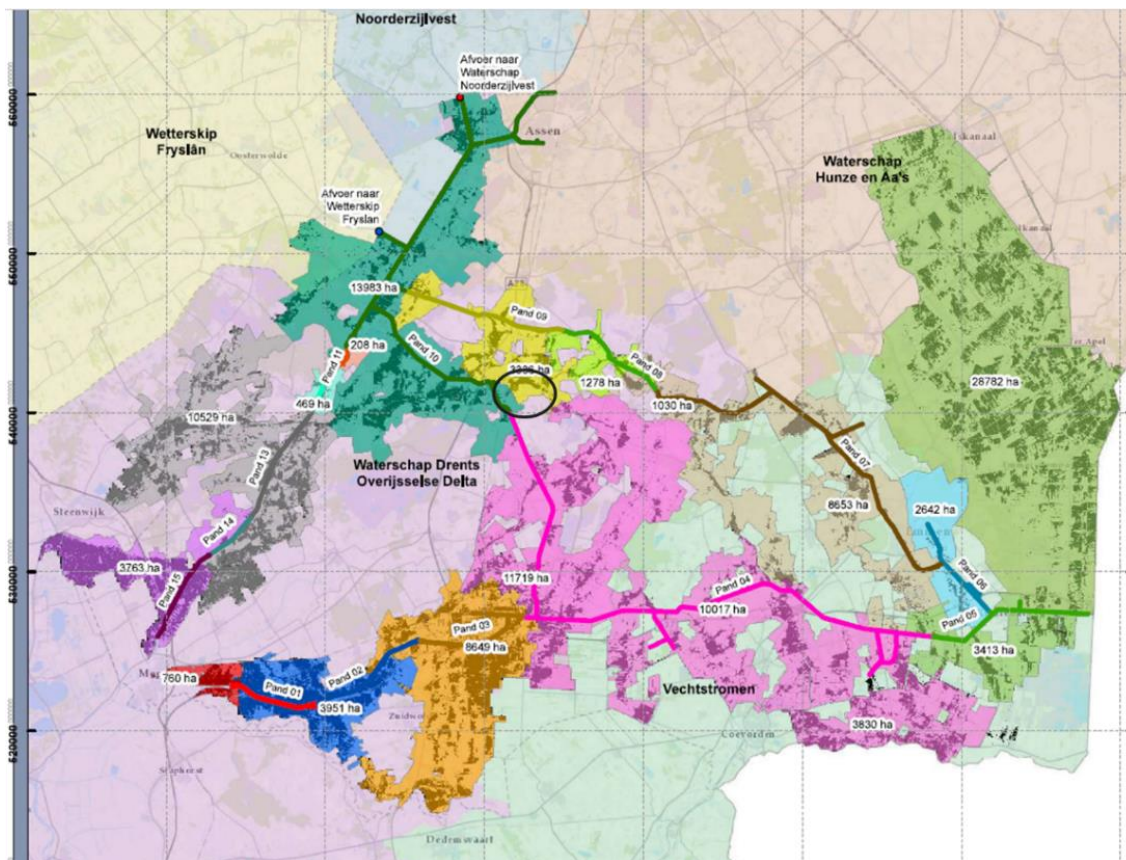 Noorderzijlvest
Afvoer naar
Waterschap
Noorderzijlvest
560000
Assen
Wetterskip
Fryslân
Oosterwolde
Waterschap
Hunze en Aa's
Afvoer naar
Wetterskip
Fryslan
550000
13983 ha
Pand 09
208 ha
Pand 11
Pand 10
Pand 08
1278 ha
28782 ha
469 ha
1030 ha
10529 ha
540000
Waterschap Drents
Overijsselse Delta
Pand 13
Pand 07
8653 ha
2642 ha
Steenwijk
Pand 14
3763 ha
Pand 15
530000
11719 ha
Pand 04
10017 ha
Pand 06
Pand 05
3413 ha
Pand 03
8649 ha
760 ha
Pand 01
Pand 02
3951 ha
Vechtstromen
3830 ha
520000
Coevorden
Staphorst
Dedemsvaart